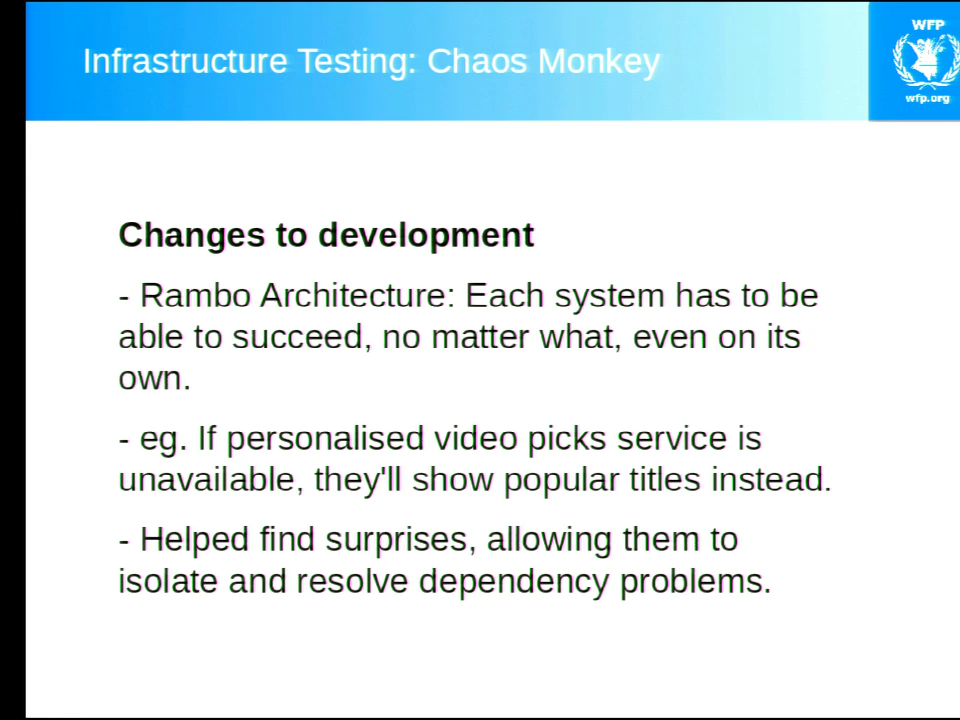 Infrastructure Testing: Chaos Monkey
WFP
wfp.org
Changes to development
- Rambo Architecture: Each system has to be
able to succeed, no matter what, even on its
own.
- eg. If personalised video picks service is
unavailable, they'll show popular titles instead.
- Helped find surprises, allowing them to
isolate and resolve dependency problems.